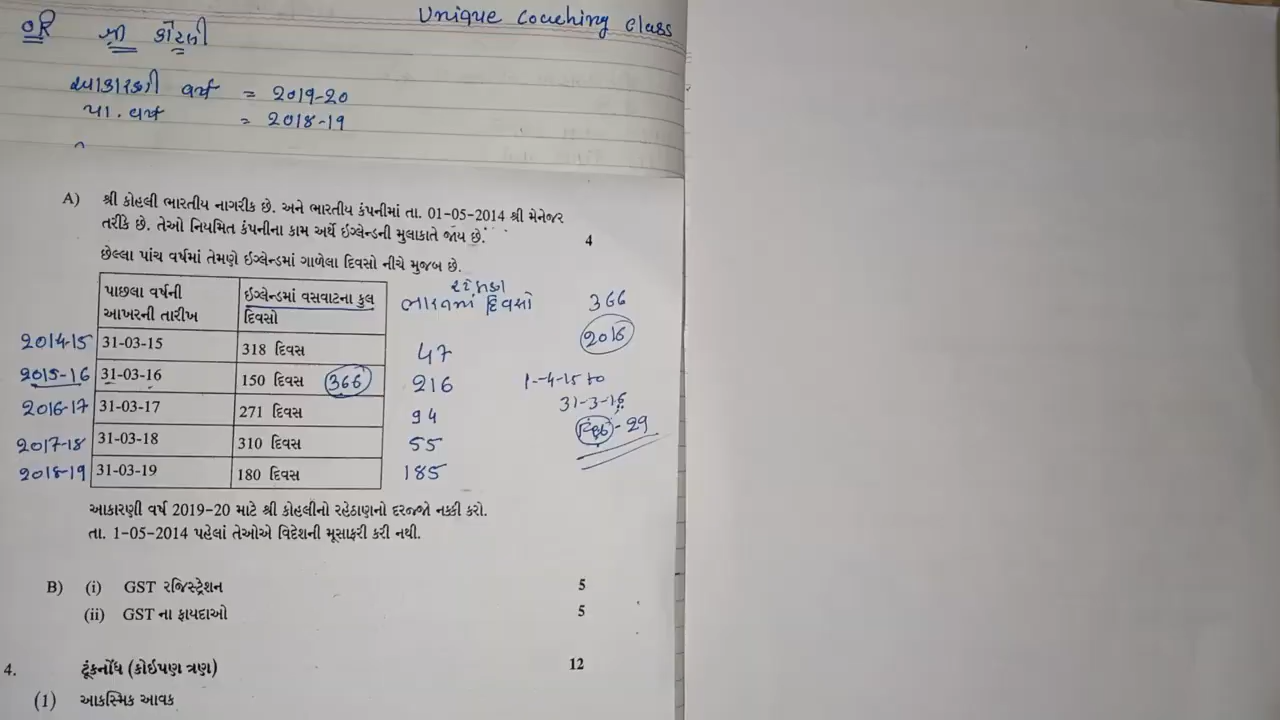 Unique Coaching Class
શ્રી કોહલી
આકારણી વર્ષ = 2019-20
પા. વર્ષ = 2018-19
A) શ્રી કોહલી ભારતીય નાગરીક છે. અને ભારતીય કંપનીમાં તા. 01-05-2014 શ્રી મેનેજર
તરીકે છે. તેઓ નિયમિત કંપનીના કામ અર્થે ઈંગ્લેન્ડની મુલાકાતે જાય છે. 4
છેલ્લા પાંચ વર્ષમાં તેમણે ઈંગ્લેન્ડમાં ગાળેલા દિવસો નીચે મુજબ છે.
પાછલા વર્ષની ઈંગ્લેન્ડમાં વસવાટના કુલ
આખરની તારીખ દિવસો
ભારતમાં દિવસો 366
2016
2014-15 31-03-15 318 દિવસ 47
2015-16 31-03-16 150 દિવસ 366 216 1-4-15 to
31-3-16
2016-17 31-03-17 271 દિવસ 94
- 29
2017-18 31-03-18 310 દિવસ 55
2018-19 31-03-19 180 દિવસ 185
આકારણી વર્ષ 2019-20 માટે શ્રી કોહલીનો રહેઠાણનો દરજ્જો નક્કી કરો.
તા. 1-05-2014 પહેલાં તેઓએ વિદેશની મૂસાફરી કરી નથી.
B) (i) GST રજિસ્ટ્રેશન 5
(ii) GST ના ફાયદાઓ 5
4. ટૂંકનોંધ (કોઇપણ ત્રણ) 12
(1) આકસ્મિક આવક